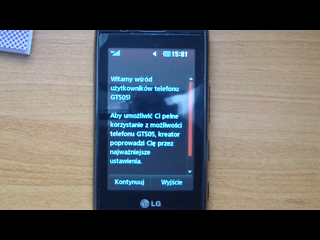 15:01
Witamy wśród
użytkowników telefonu
GT505!
Aby umożliwić Ci pełne
korzystanie z możliwości
telefonu GT505, kreator
poprowadzi Cię przez
najważniejsze
ustawienia.
Kontynuuj Wyjście
LG